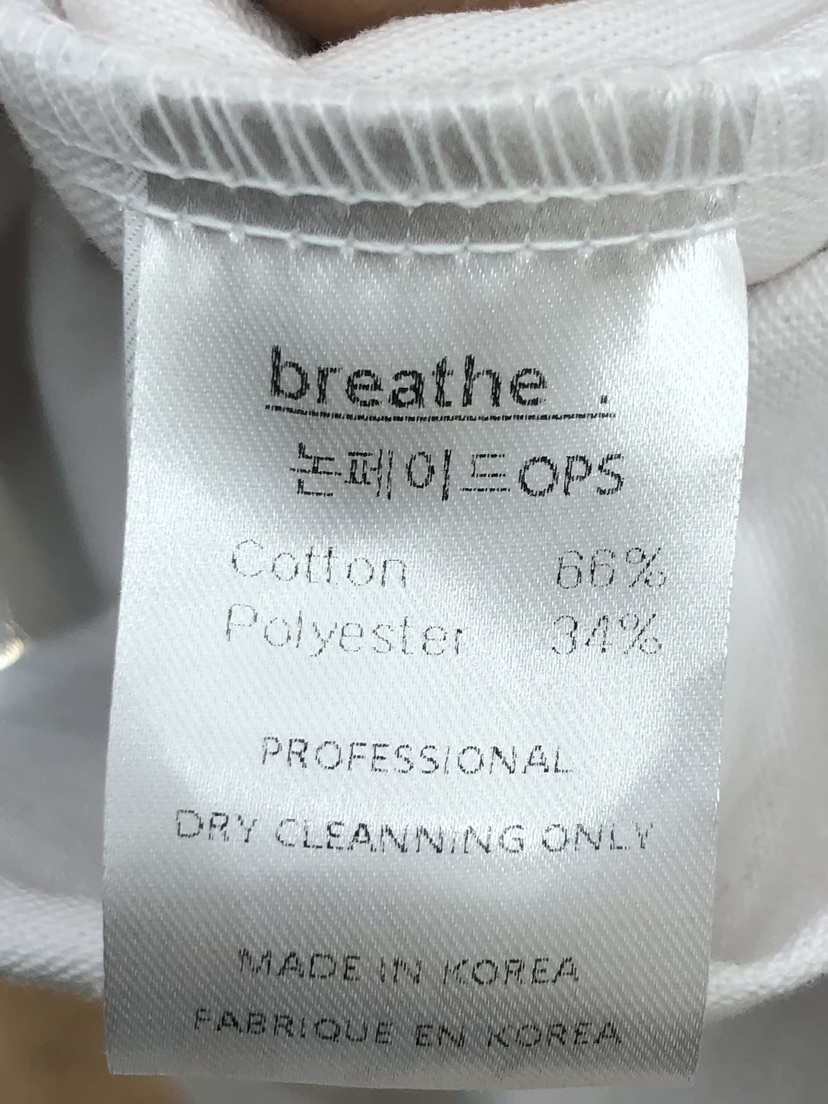 breathe .
논페이드OPS
Cotton 66%
Polyester 34%
PROFESSIONAL
DRY CLEANNING ONLY
MADE IN KOREA
FABRIQUE EN KOREA